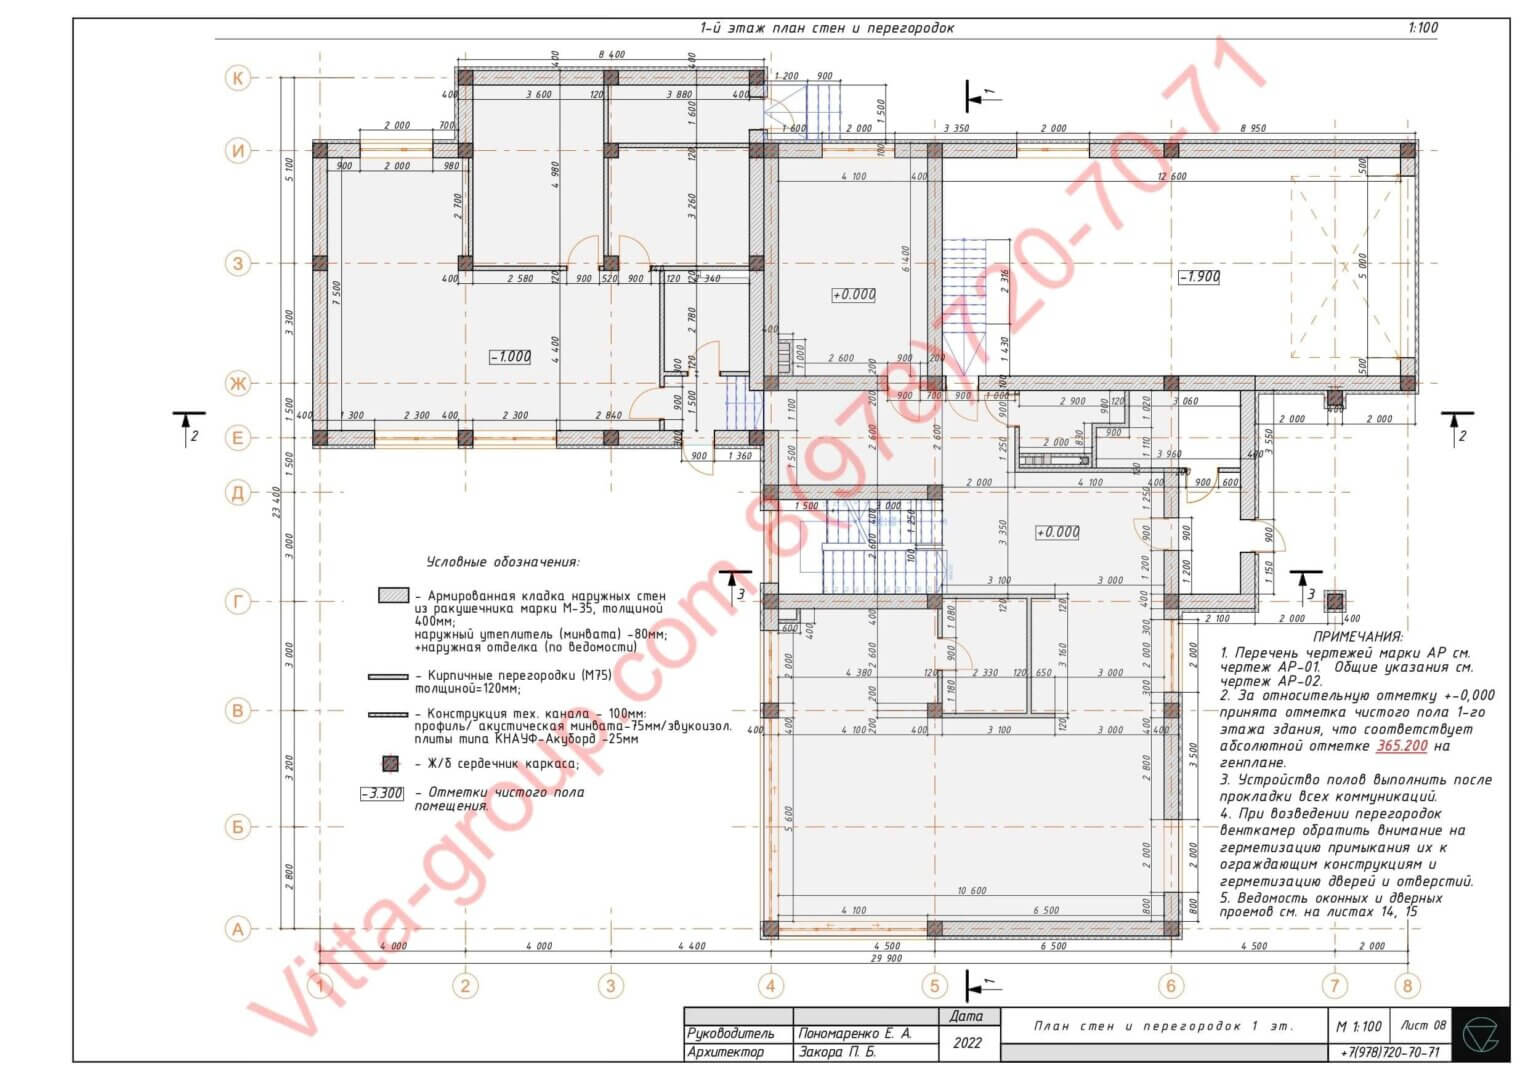 1-й этаж план стен и перегородок
1:100
К
И
З
Ж
Е
Д
Г
В
Б
А
8 400
400
400
3 600
120
3 880
400
1 200
900
1 600
1 500
2 000
700
1 600
2 000
3 350
2 000
8 950
900
2 000
980
4 100
400
12 600
500
5 100
3 300
1 500
1 500
3 000
3 000
3 200
2 800
23 400
7 500
2 700
4 980
3 260
6 400
5 000
500
+0.000
-1.900
2 316
1 430
400
2 580
900
520
900
120
1 340
-1.000
4 400
2 780
1 000
2 600
900
200
400
1 300
2 300
400
2 300
2 840
900
1 500
900
1 360
900
700
900
1 000
2 900
120
3 060
2 000
2 000
3 550
2 000
830
900
3 960
2 000
4 100
400
900
600
1 500
3 000
1 250
3 350
+0.000
900
1 200
900
1 150
3 100
3 000
2 100
2 000
400
600
400
1 080
900
1 180
4 380
120
2 330
120
650
3 000
3 160
400
4 100
400
3 100
3 000
400
5 600
2 800
3 500
2 000
2 000
800
800
10 600
4 100
6 500
4 000
4 000
4 400
4 500
6 500
4 500
2 000
29 900
1
2
3
4
5
6
7
8
1
1
2
2
3
3
Условные обозначения:
- Армированная кладка наружных стен
из ракушечника марки М-35, толщиной
400мм;
наружный утеплитель (минвата) -80мм;
+наружная отделка (по ведомости)
- Кирпичные перегородки (М75)
толщиной=120мм;
- Конструкция тех. канала - 100мм:
профиль/ акустическая минвата-75мм/звукоизол.
плиты типа КНАУФ-Акуборд -25мм
- Ж/б сердечник каркаса;
-3.300 - Отметки чистого пола
помещения.
ПРИМЕЧАНИЯ:
1. Перечень чертежей марки АР см.
чертеж АР-01. Общие указания см.
чертеж АР-02.
2. За относительную отметку +-0,000
принята отметка чистого пола 1-го
этажа здания, что соответствует
абсолютной отметке 365.200 на
генплане.
3. Устройство полов выполнить после
прокладки всех коммуникаций.
4. При возведении перегородок
венткамер обратить внимание на
герметизацию примыкания их к
ограждающим конструкциям и
герметизацию дверей и отверстий.
5. Ведомость оконных и дверных
проемов см. на листах 14, 15
Vitta-group.com 8(978)720-70-71
Дата
Руководитель
Пономаренко Е. А.
2022
Архитектор
Закора П. Б.
План стен и перегородок 1 эт.
М 1:100
Лист 08
+7(978)720-70-71